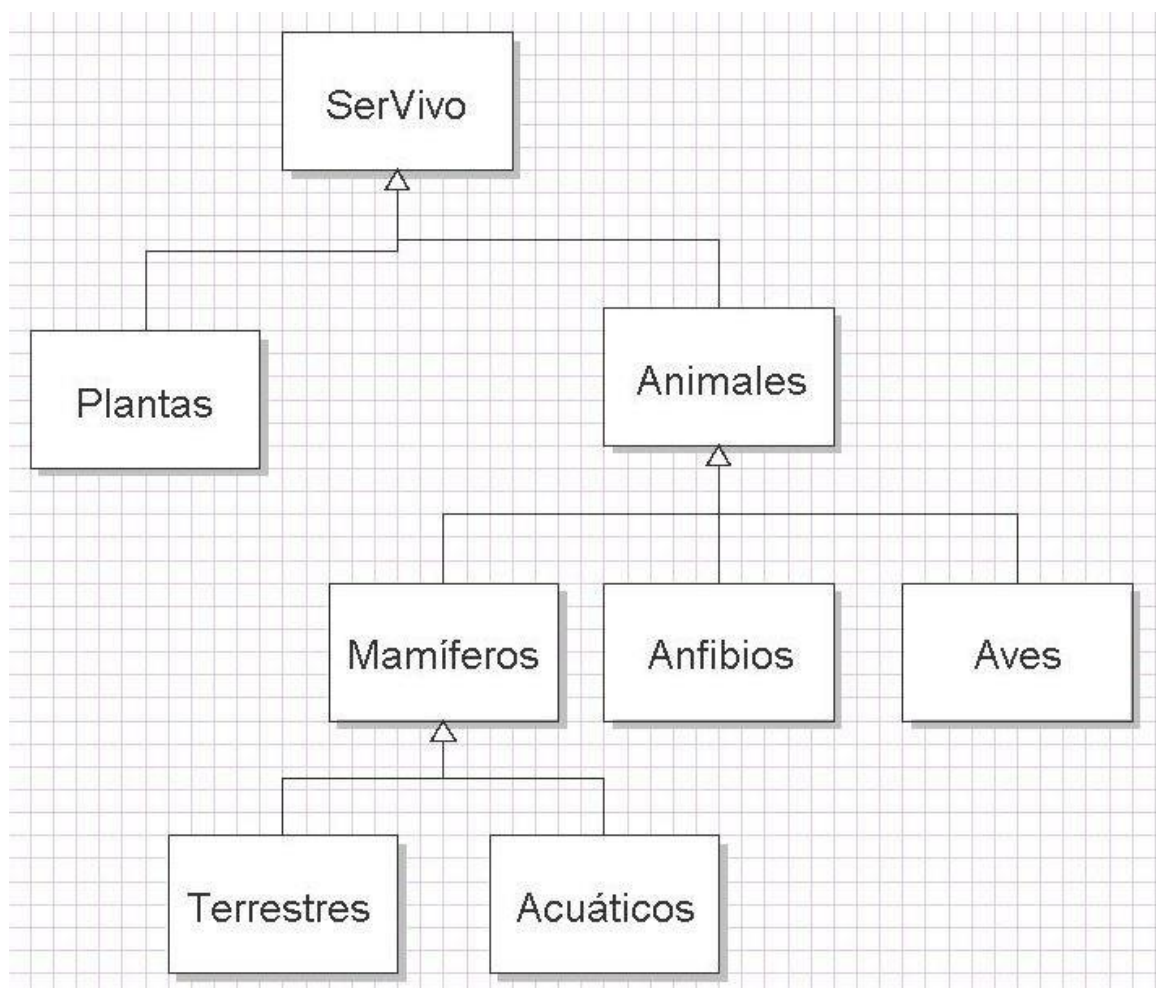 SerVivo
Plantas
Animales
Mamíferos
Anfibios
Aves
Terrestres
Acuáticos